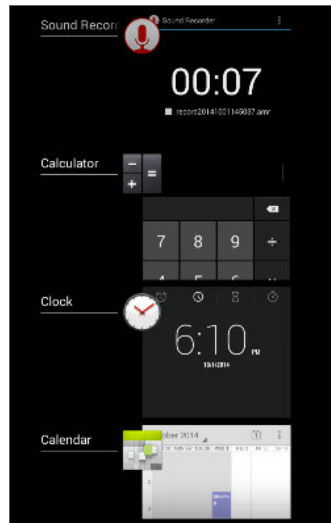 Sound Recor
Sound Recorder
00:07
record20141001145037.amr
Calculator
7 8 9 ÷
Clock
6:10 PM
10/1/2014
Calendar
ober 2014